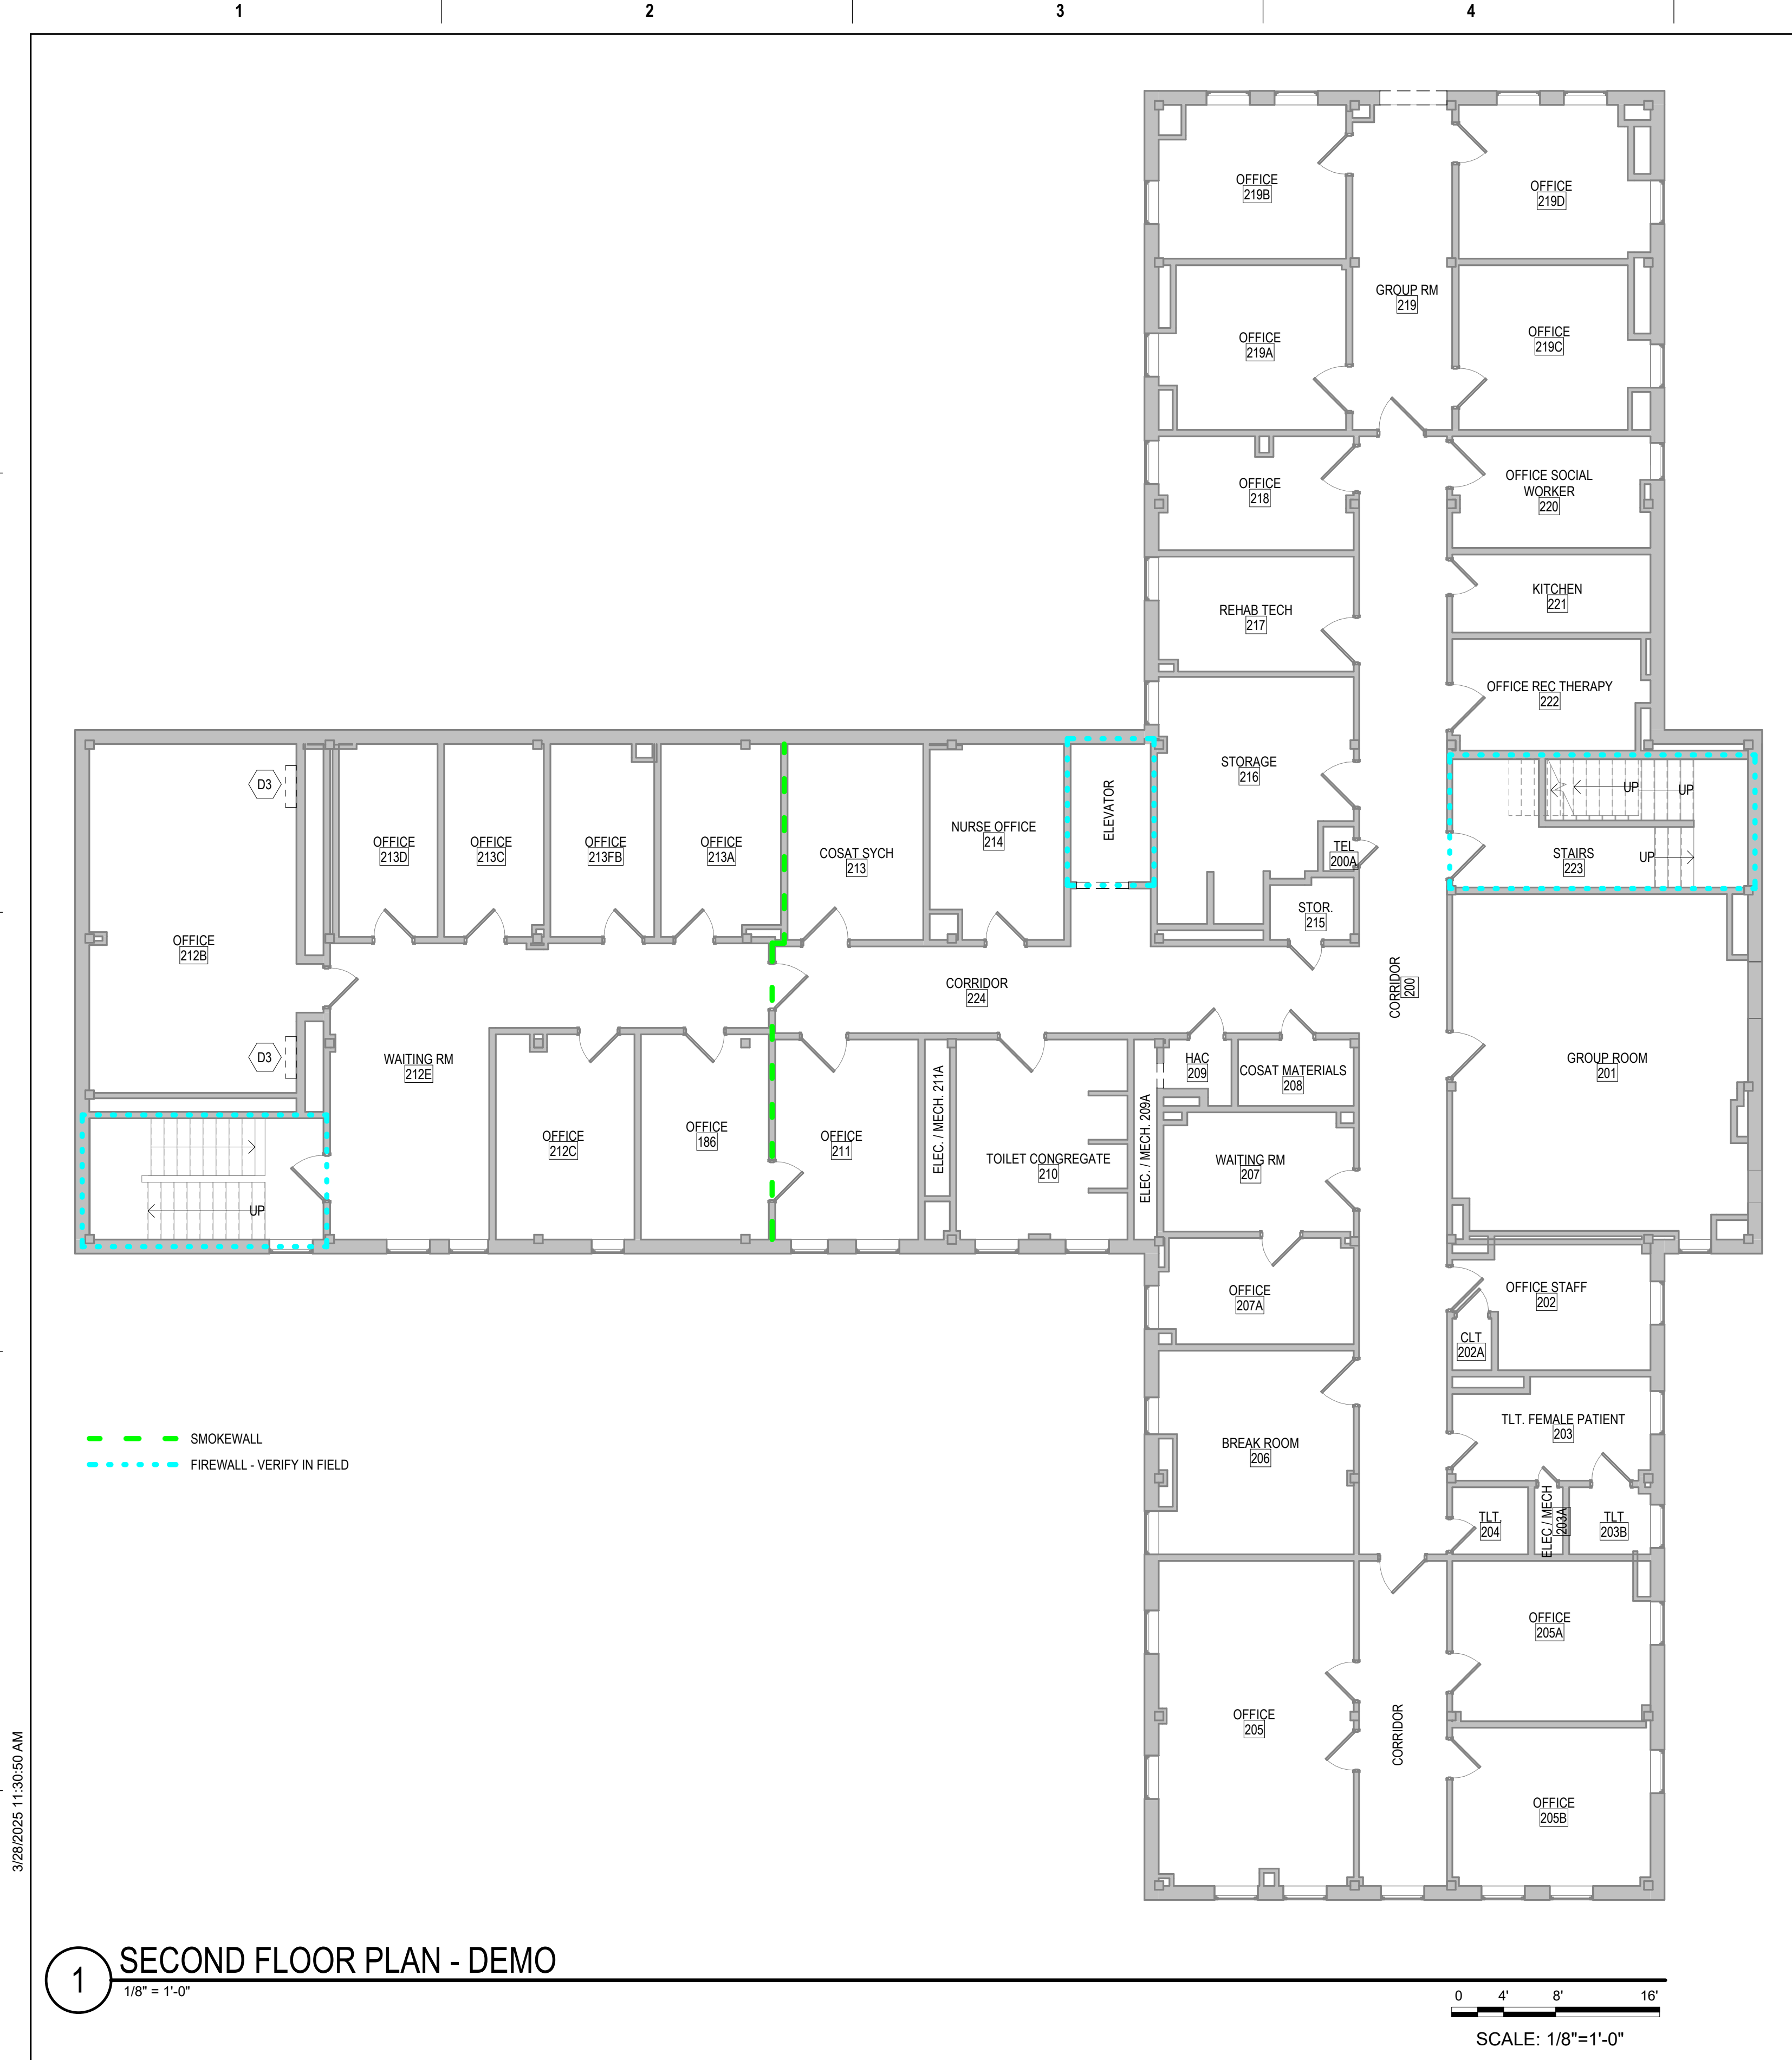 1
2
3
4
OFFICE
219B
OFFICE
219D
GROUP RM
219
OFFICE
219A
OFFICE
219C
OFFICE
218
OFFICE SOCIAL
WORKER
220
REHAB TECH
217
KITCHEN
221
OFFICE REC THERAPY
222
STORAGE
216
UP
UP
UP
STAIRS
223
TEL
200A
STOR.
215
D3
OFFICE
213D
OFFICE
213C
OFFICE
213FB
OFFICE
213A
COSAT SYCH
213
NURSE OFFICE
214
ELEVATOR
OFFICE
212B
CORRIDOR
224
CORRIDOR
200
D3
WAITING RM
212E
GROUP ROOM
201
HAC
209
COSAT MATERIALS
208
OFFICE
212C
OFFICE
186
OFFICE
211
ELEC. / MECH. 211A
TOILET CONGREGATE
210
ELEC. / MECH. 209A
WAITING RM
207
UP
OFFICE
207A
OFFICE STAFF
202
CLT
202A
SMOKEWALL
FIREWALL - VERIFY IN FIELD
BREAK ROOM
206
TLT. FEMALE PATIENT
203
TLT.
204
ELEC / MECH
203A
TLT
203B
OFFICE
205A
OFFICE
205
CORRIDOR
OFFICE
205B
3/28/2025 11:30:50 AM
1
SECOND FLOOR PLAN - DEMO
1/8" = 1'-0"
0 4' 8' 16'
SCALE: 1/8"=1'-0"